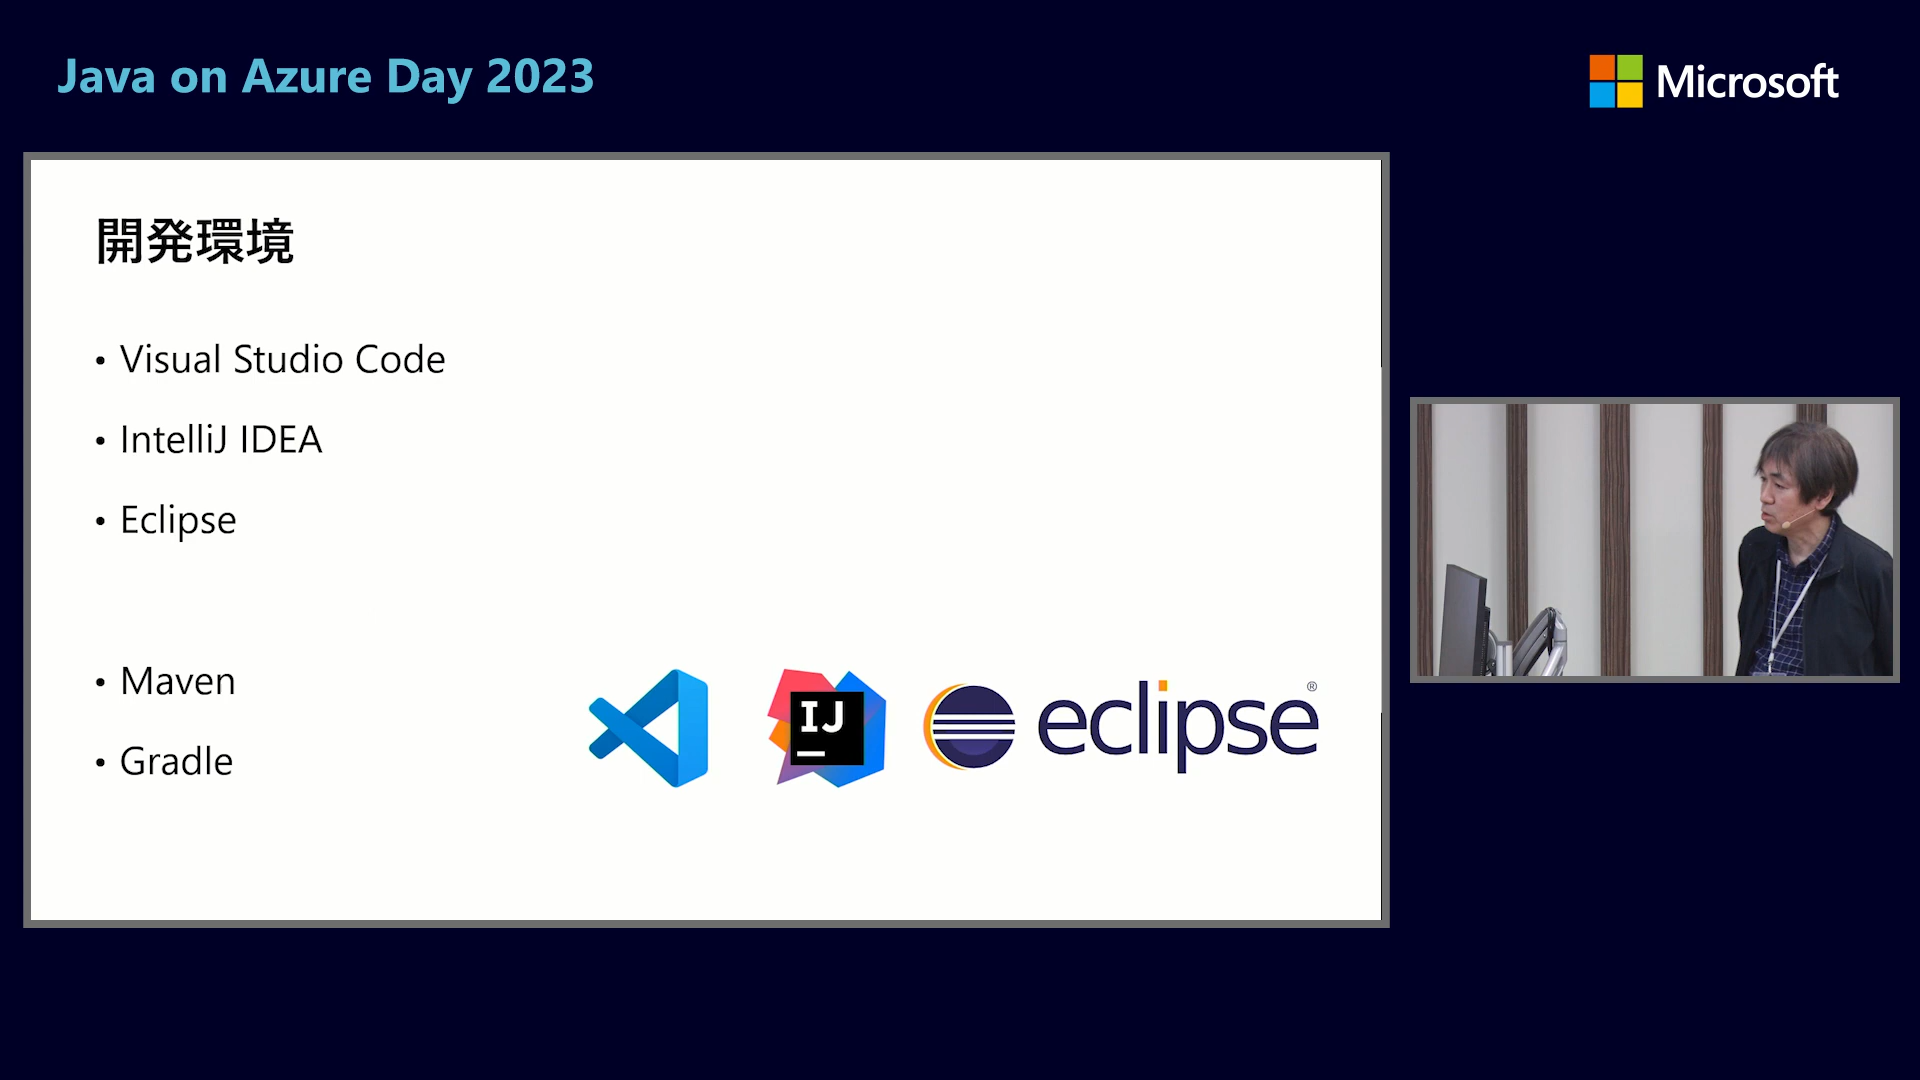 Java on Azure Day 2023
Microsoft
開発環境
• Visual Studio Code
• IntelliJ IDEA
• Eclipse
• Maven
• Gradle
IJ
eclipse®